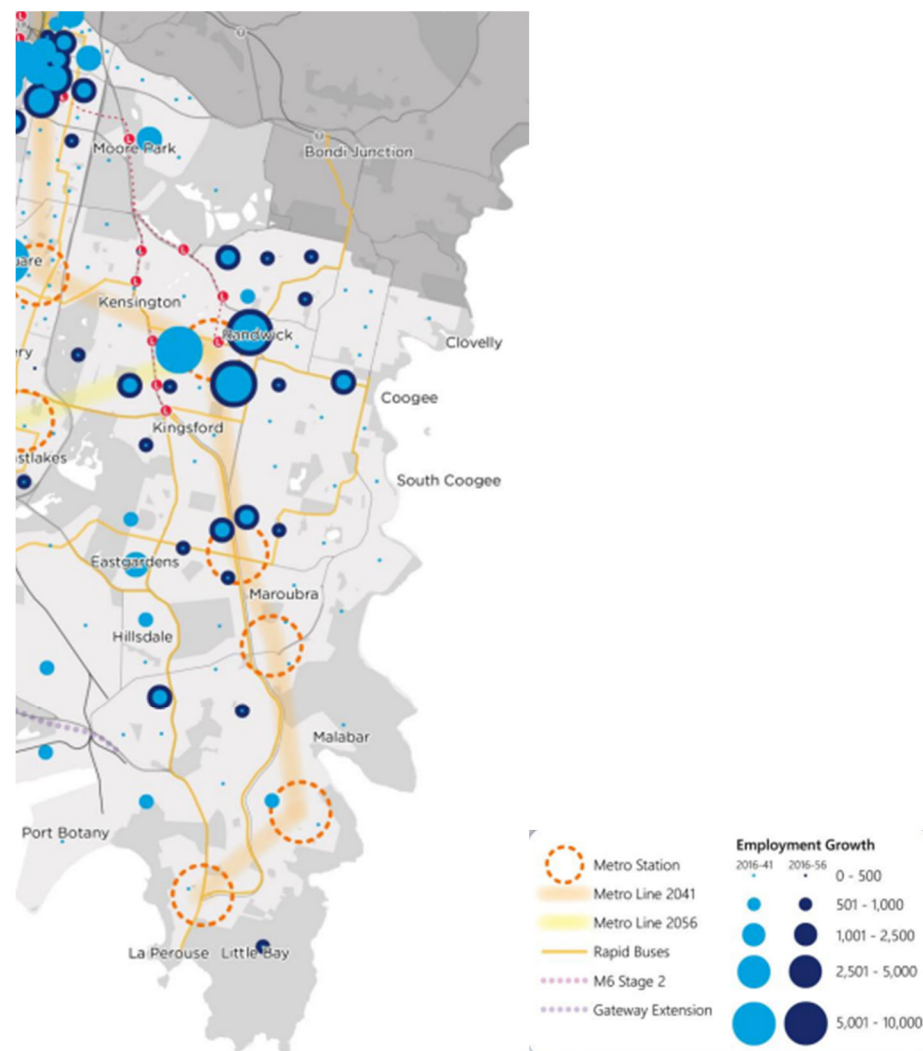 Moore Park
Bondi Junction
uare
Kensington
Randwick
Clovelly
ery
Coogee
Kingsford
astlakes
South Coogee
Eastgardens
Maroubra
Hillsdale
Malabar
Port Botany
La Perouse
Little Bay
Metro Station
Metro Line 2041
Metro Line 2056
Rapid Buses
M6 Stage 2
Gateway Extension
Employment Growth
2016-41 2016-56
0 - 500
501 - 1,000
1,001 - 2,500
2,501 - 5,000
5,001 - 10,000